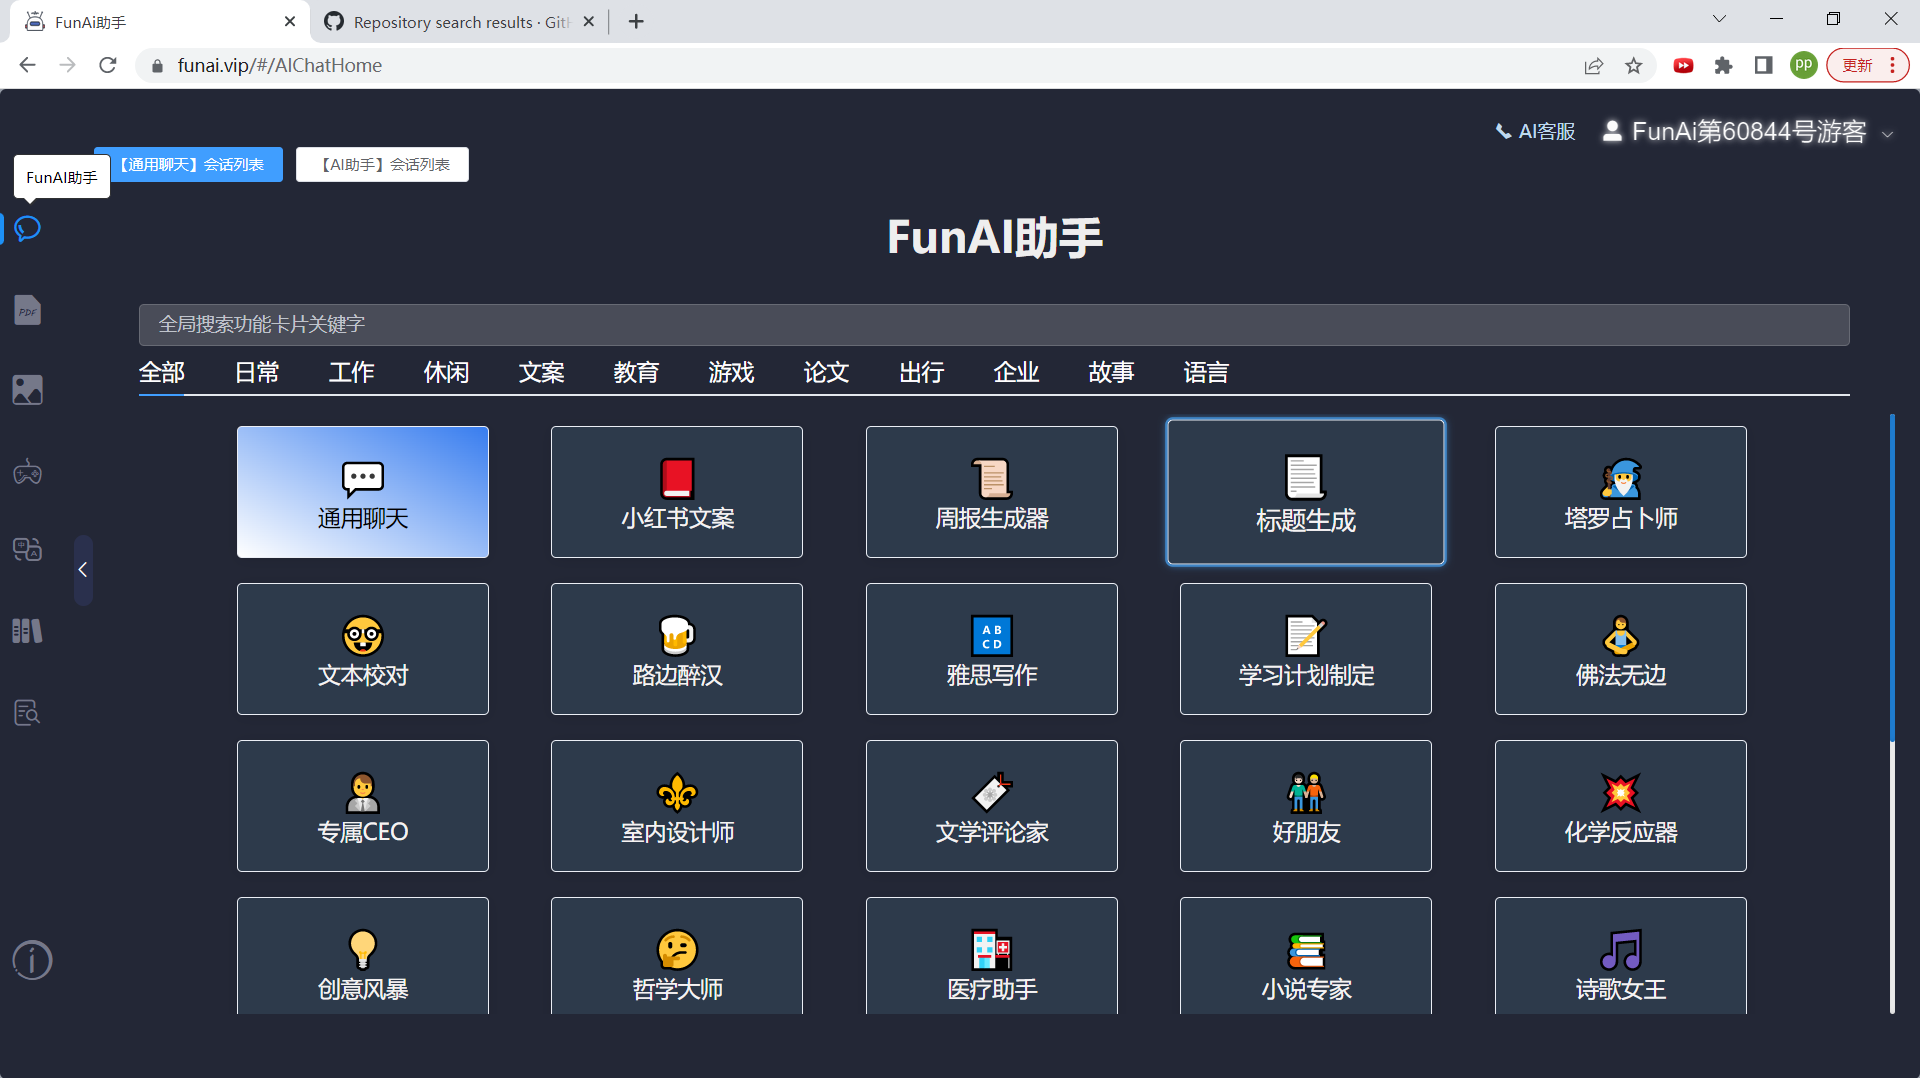 FunAi助手
Repository search results · Git
funai.vip/#/AIChatHome
pp
更新
AI客服
FunAi第60844号游客
【通用聊天】会话列表
【AI助手】会话列表
FunAI助手
FunAI助手
PDF
全局搜索功能卡片关键字
全部 日常 工作 休闲 文案 教育 游戏 论文 出行 企业 故事 语言
通用聊天
小红书文案
周报生成器
标题生成
塔罗占卜师
A B
C D
文本校对
路边醉汉
雅思写作
学习计划制定
佛法无边
中 A
专属CEO
室内设计师
文学评论家
好朋友
化学反应器
创意风暴
哲学大师
医疗助手
小说专家
诗歌女王